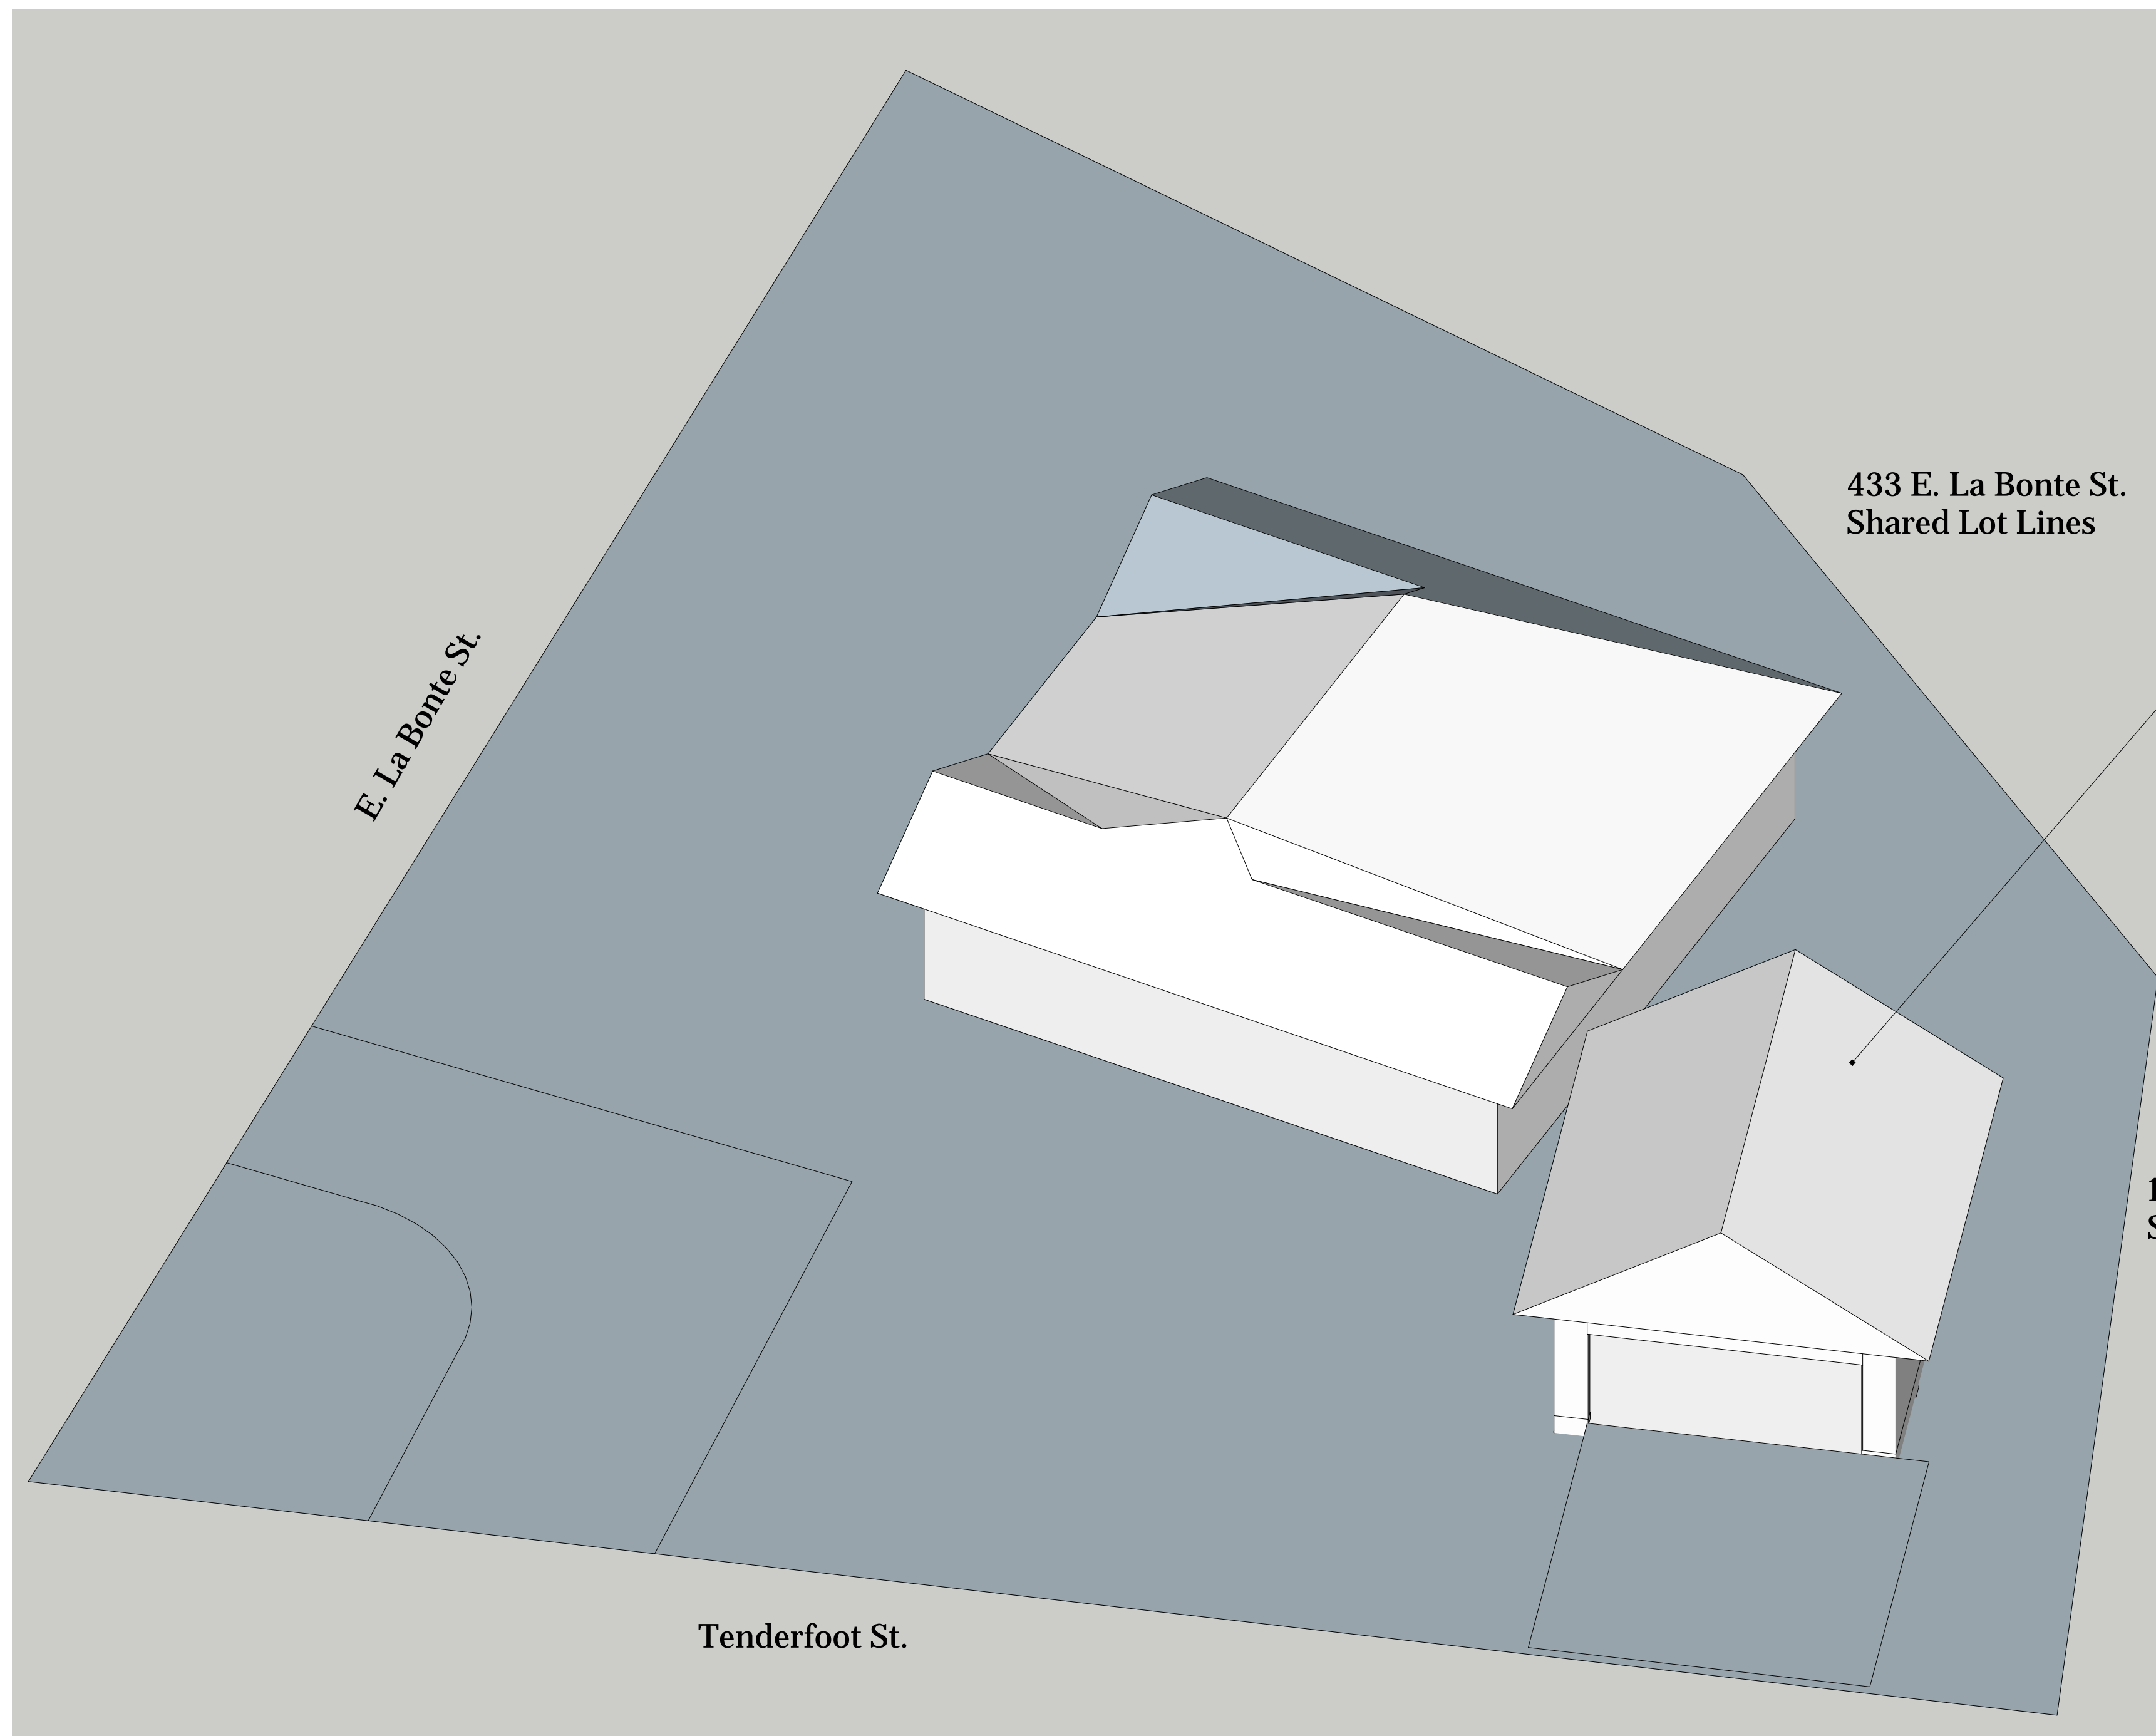 433 E. La Bonte St.
Shared Lot Lines
E. La Bonte St.
Tenderfoot St.